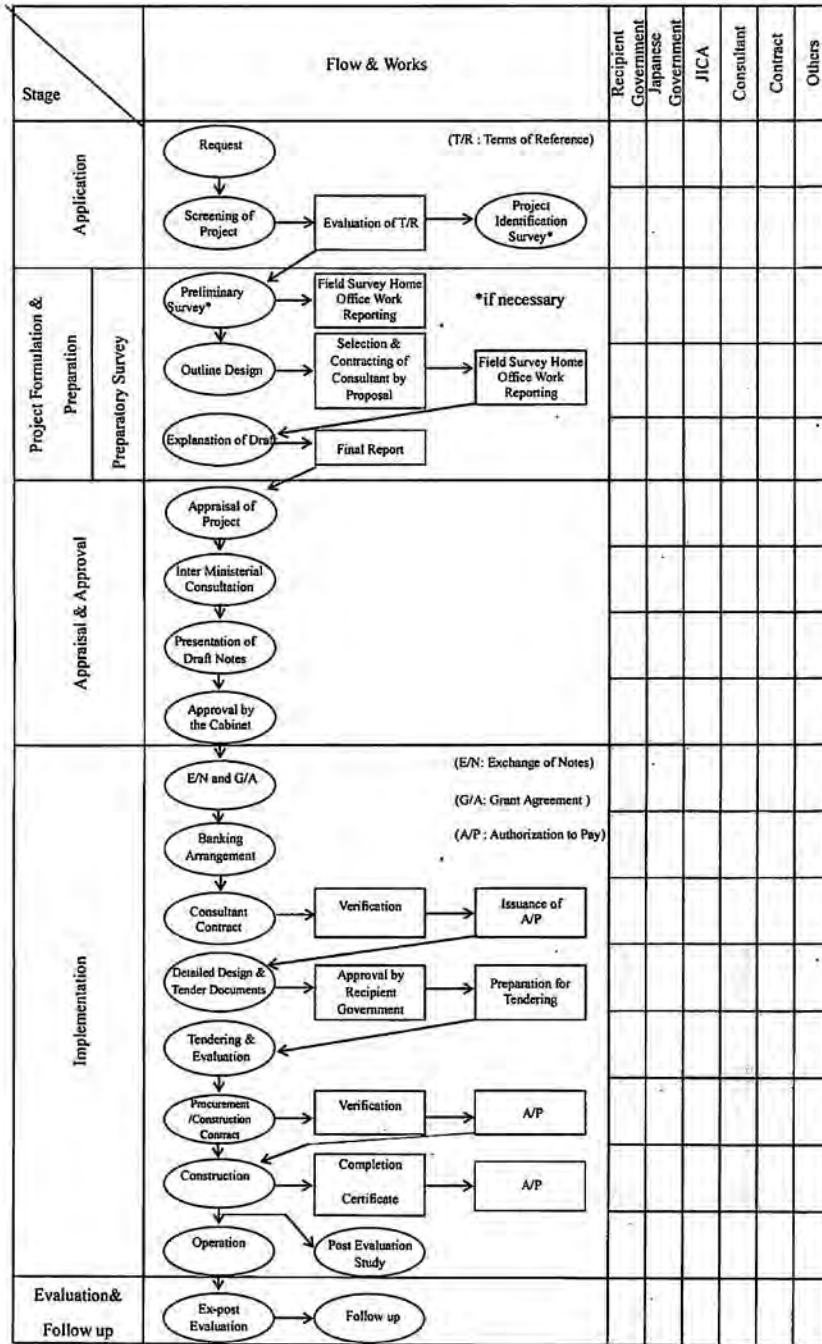 Stage
Flow & Works
Recipient
Government
Japanese
Government
JICA
Consultant
Contract
Others
Application
Request
(T/R : Terms of Reference)
Screening of
Project
Evaluation of T/R
Project
Identification
Survey*
Project Formulation &
Preparation
Preparatory Survey
Preliminary
Survey*
Field Survey Home
Office Work
Reporting
*if necessary
Outline Design
Selection &
Contracting of
Consultant by
Proposal
Field Survey Home
Office Work
Reporting
Explanation of Draft
Final Report
Appraisal & Approval
Appraisal of
Project
Inter Ministerial
Consultation
Presentation of
Draft Notes
Approval by
the Cabinet
Implementation
E/N and G/A
(E/N: Exchange of Notes)
(G/A: Grant Agreement )
(A/P : Authorization to Pay)
Banking
Arrangement
Consultant
Contract
Verification
Issuance of
A/P
Detailed Design &
Tender Documents
Approval by
Recipient
Government
Preparation for
Tendering
Tendering &
Evaluation
Procurement
/Construction
Contract
Verification
A/P
Construction
Completion
Certificate
A/P
Operation
Post Evaluation
Study
Evaluation&
Follow up
Ex-post
Evaluation
Follow up